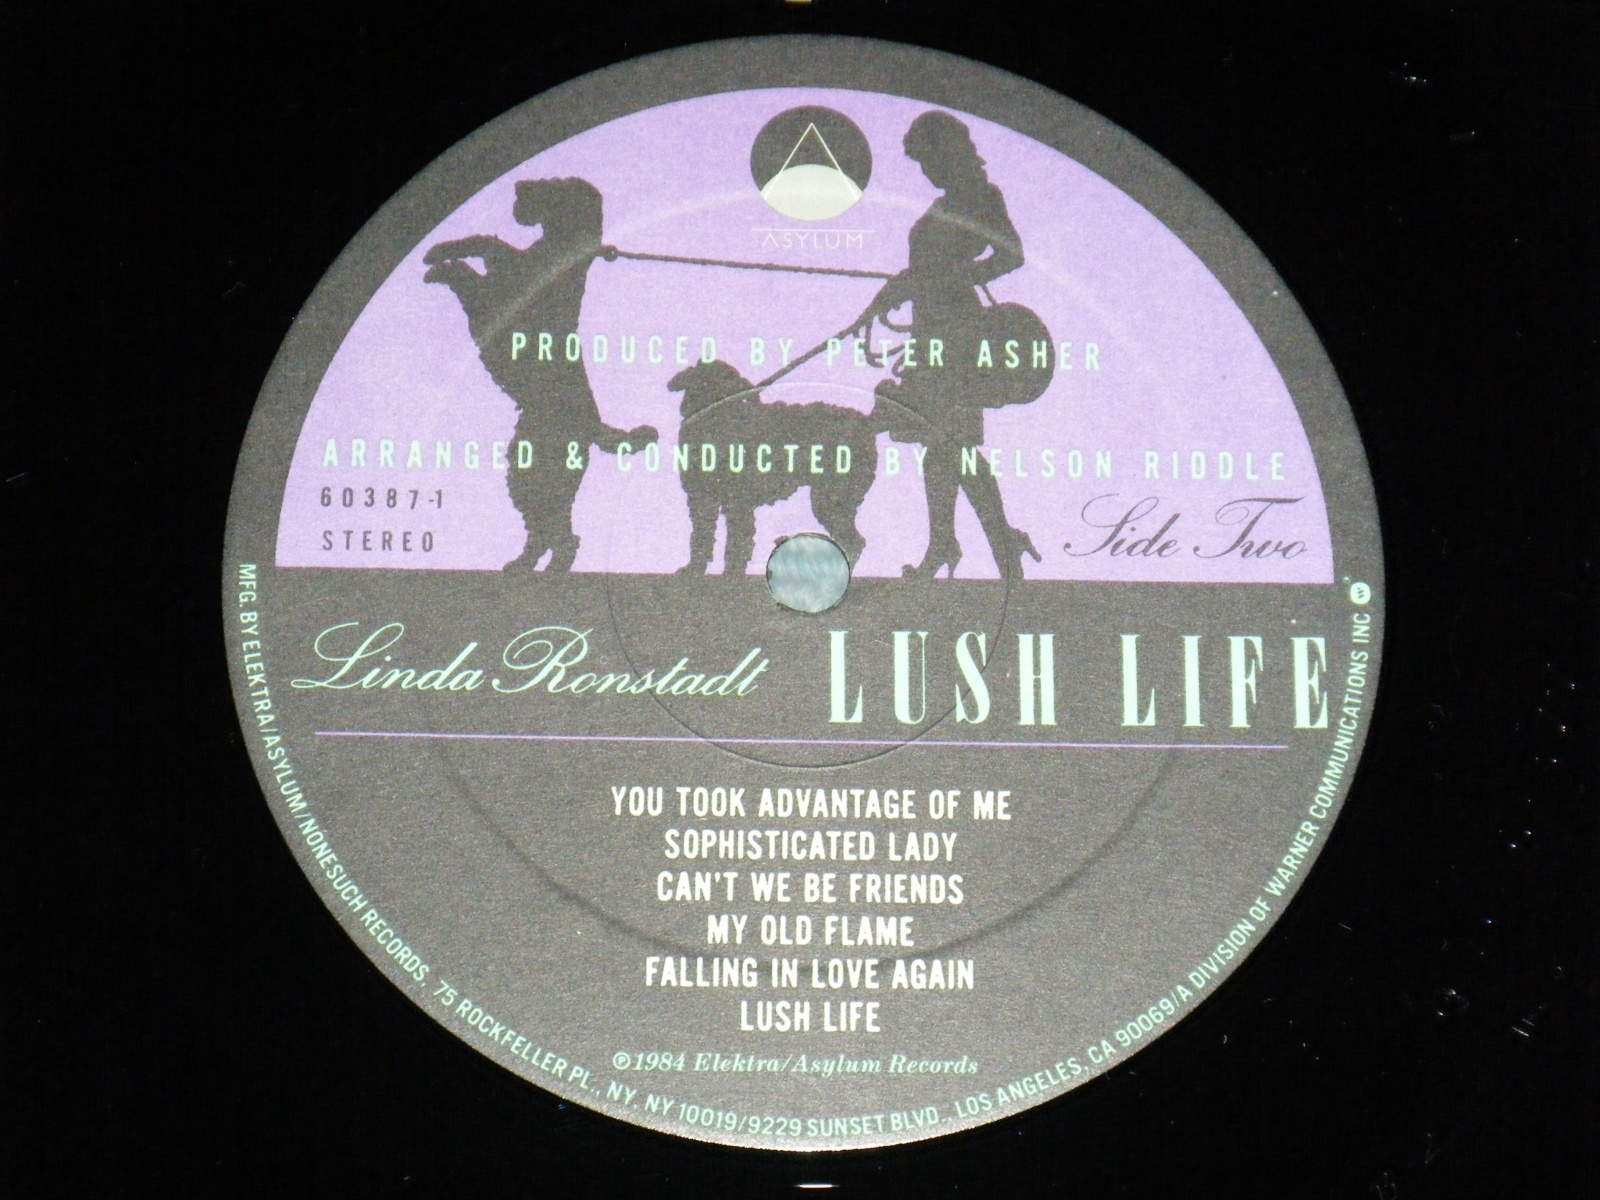 ASYLUM
PRODUCED BY PETER ASHER
ARRANGED & CONDUCTED BY NELSON RIDDLE
60387-1
STEREO
Side Two
Linda Ronstadt LUSH LIFE
YOU TOOK ADVANTAGE OF ME
SOPHISTICATED LADY
CAN'T WE BE FRIENDS
MY OLD FLAME
FALLING IN LOVE AGAIN
LUSH LIFE
℗1984 Elektra/Asylum Records
MFG. BY ELEKTRA/ASYLUM/NONESUCH RECORDS, 75 ROCKFELLER PL., NY, NY 10019/9229 SUNSET BLVD., LOS ANGELES, CA 90069/A DIVISION OF WARNER COMMUNICATIONS INC